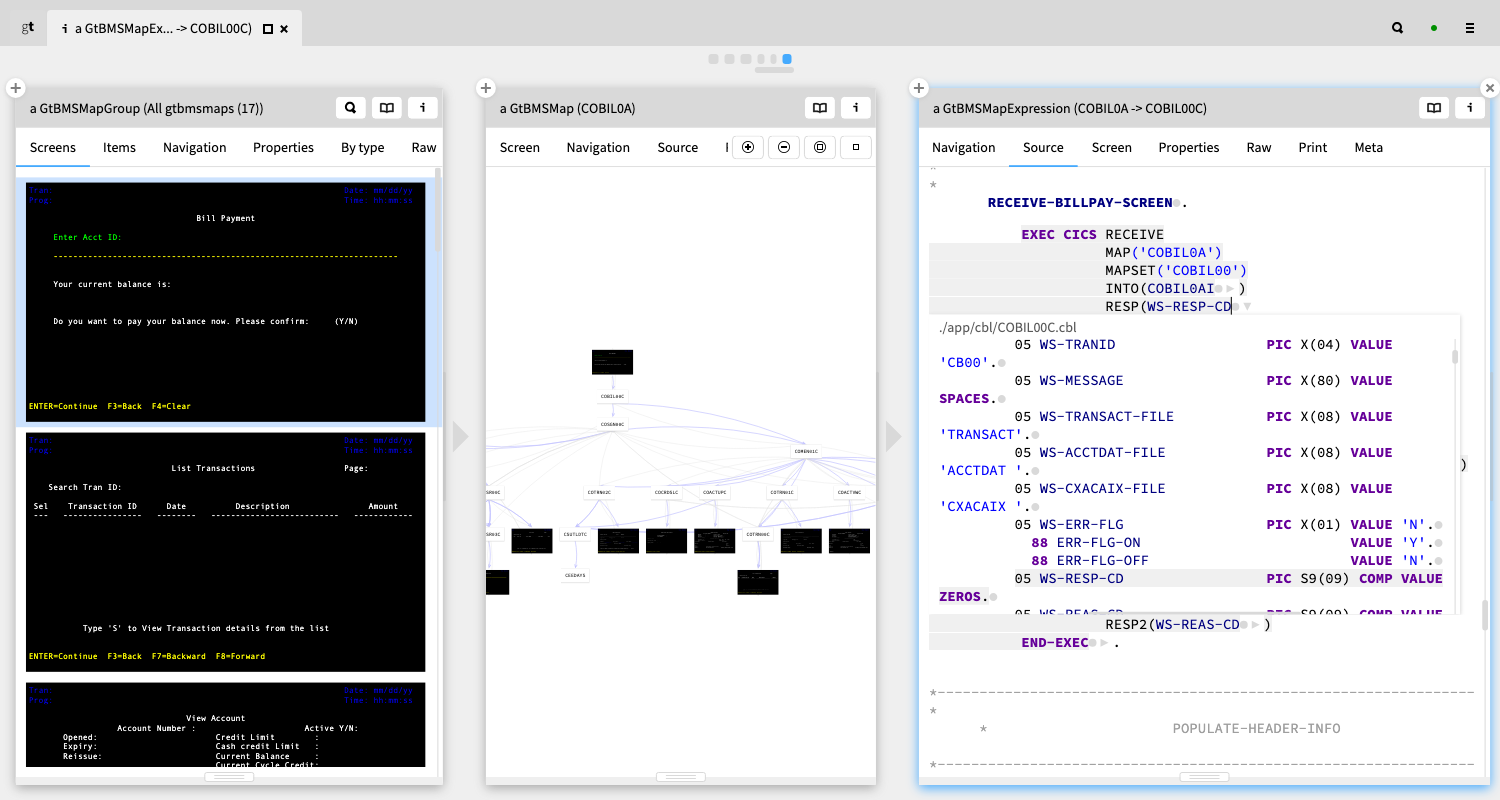 gt
i a GtBMSMapEx... -> COBIL00C)
a GtBMSMapGroup (All gtbmsmaps (17))
i
Screens Items Navigation Properties By type Raw
Tran: Date: mm/dd/yy
Prog: Time: hh:mm:ss
Bill Payment
Enter Acct ID:
Your current balance is:
Do you want to pay your balance now. Please confirm: (Y/N)
ENTER=Continue F3=Back F4=Clear
Tran: Date: mm/dd/yy
Prog: Time: hh:mm:ss
List Transactions Page:
Search Tran ID:
Sel Transaction ID Date Description Amount
Type 'S' to View Transaction details from the list
ENTER=Continue F3=Back F7=Backward F8=Forward
Tran: Date: mm/dd/yy
Prog: Time: hh:mm:ss
View Account
Account Number : Active Y/N:
Opened: Credit Limit :
Expiry: Cash credit Limit :
Reissue: Current Balance :
Current Cycle Credit:
a GtBMSMap (COBIL0A)
i
Screen Navigation Source
COBIL00C
COSGN00C
COMEN01C
COTRN02C COCRDSLC COACTUPC COTRN01C COACTVWC
CSUTLDTC COTRN00C
CEEDAYS
a GtBMSMapExpression (COBIL0A -> COBIL00C)
i
Navigation Source Screen Properties Raw Print Meta
*
*
RECEIVE-BILLPAY-SCREEN.
EXEC CICS RECEIVE
MAP('COBIL0A')
MAPSET('COBIL00')
INTO(COBIL0AI)
RESP(WS-RESP-CD
./app/cbl/COBIL00C.cbl
05 WS-TRANID PIC X(04) VALUE
'CB00'.
05 WS-MESSAGE PIC X(80) VALUE
SPACES.
05 WS-TRANSACT-FILE PIC X(08) VALUE
'TRANSACT'.
05 WS-ACCTDAT-FILE PIC X(08) VALUE
'ACCTDAT '.
)
05 WS-CXACAIX-FILE PIC X(08) VALUE
'CXACAIX '.
05 WS-ERR-FLG PIC X(01) VALUE 'N'.
88 ERR-FLG-ON VALUE 'Y'.
88 ERR-FLG-OFF VALUE 'N'.
05 WS-RESP-CD PIC S9(09) COMP VALUE
ZEROS.
05 WS-REAS-CD PIC S9(09) COMP VALUE
RESP2(WS-REAS-CD)
END-EXEC.
*----------------------------------------------------------------
*
* POPULATE-HEADER-INFO
*----------------------------------------------------------------